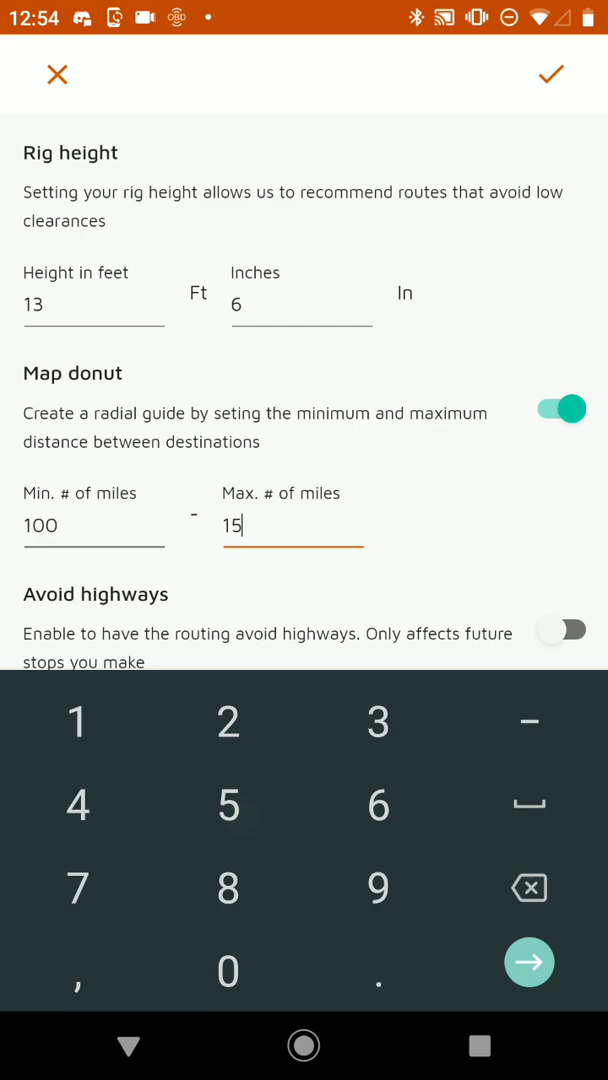 12:54 OBD
Rig height
Setting your rig height allows us to recommend routes that avoid low
clearances
Height in feet Inches
13 Ft 6 In
Map donut
Create a radial guide by seting the minimum and maximum
distance between destinations
Min. # of miles Max. # of miles
100 - 15
Avoid highways
Enable to have the routing avoid highways. Only affects future
stops you make
1 2 3 –
4 5 6
7 8 9
, 0 .